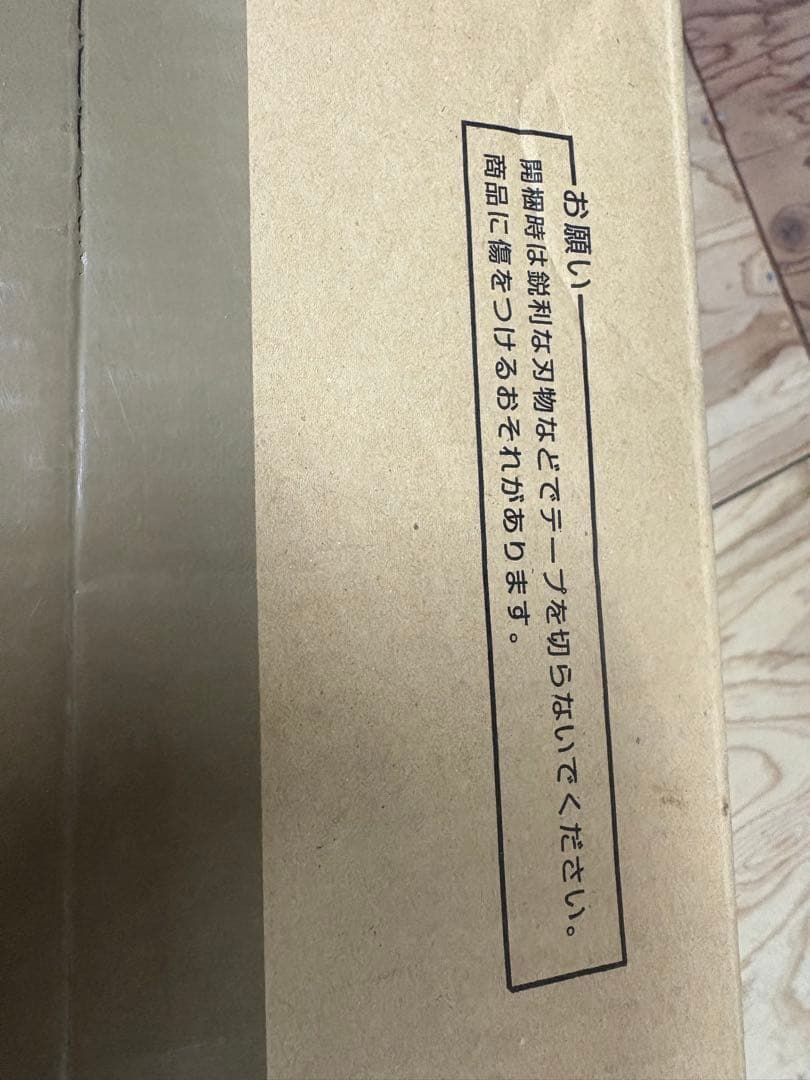 お願い
開梱時は鋭利な刃物などでテープを切らないでください。
商品に傷をつけるおそれがあります。